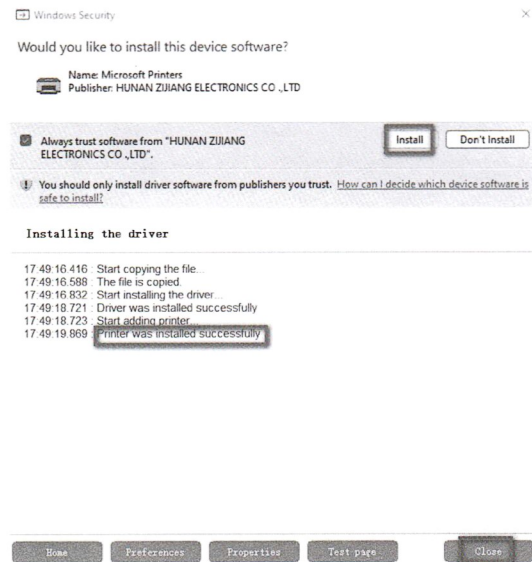 Windows Security
Would you like to install this device software?
Name: Microsoft Printers
Publisher: HUNAN ZIJIANG ELECTRONICS CO .,LTD
Always trust software from "HUNAN ZIJIANG
ELECTRONICS CO .,LTD".
Install
Don't Install
You should only install driver software from publishers you trust. How can I decide which device software is
safe to install?
Installing the driver
17:49:16.416 : Start copying the file...
17:49:16.588 : The file is copied.
17:49:16.832 : Start installing the driver...
17:49:18.721 : Driver was installed successfully
17:49:18.723 : Start adding printer...
17:49:19.869 : Printer was installed successfully
Home
Preferences
Properties
Test page
Close